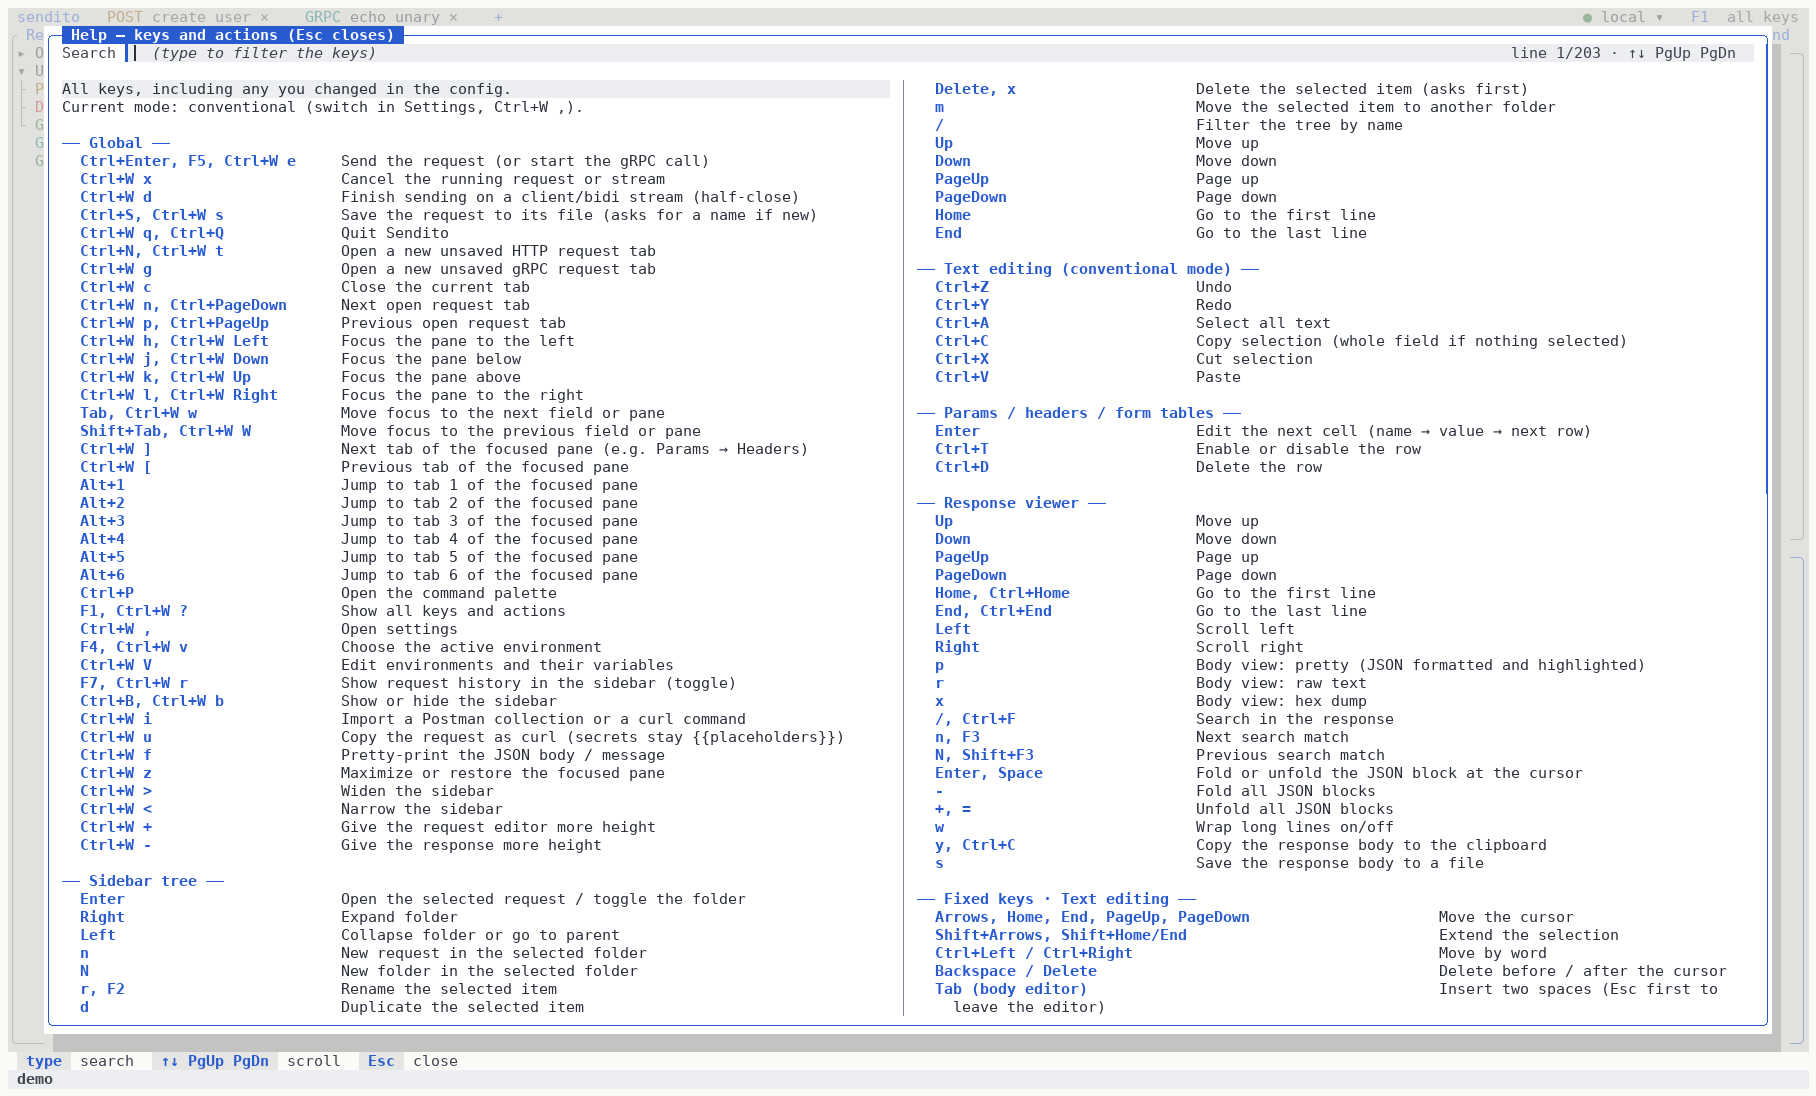 sendito POST create user × GRPC echo unary × + ● local ▾ F1 all keys
Re Help — keys and actions (Esc closes) nd
Search (type to filter the keys) line 1/203 · ↑↓ PgUp PgDn
▸ O
▾ U
P
D
G
G
G
All keys, including any you changed in the config.
Current mode: conventional (switch in Settings, Ctrl+W ,).
── Global ──
Ctrl+Enter, F5, Ctrl+W e Send the request (or start the gRPC call)
Ctrl+W x Cancel the running request or stream
Ctrl+W d Finish sending on a client/bidi stream (half-close)
Ctrl+S, Ctrl+W s Save the request to its file (asks for a name if new)
Ctrl+W q, Ctrl+Q Quit Sendito
Ctrl+N, Ctrl+W t Open a new unsaved HTTP request tab
Ctrl+W g Open a new unsaved gRPC request tab
Ctrl+W c Close the current tab
Ctrl+W n, Ctrl+PageDown Next open request tab
Ctrl+W p, Ctrl+PageUp Previous open request tab
Ctrl+W h, Ctrl+W Left Focus the pane to the left
Ctrl+W j, Ctrl+W Down Focus the pane below
Ctrl+W k, Ctrl+W Up Focus the pane above
Ctrl+W l, Ctrl+W Right Focus the pane to the right
Tab, Ctrl+W w Move focus to the next field or pane
Shift+Tab, Ctrl+W W Move focus to the previous field or pane
Ctrl+W ] Next tab of the focused pane (e.g. Params → Headers)
Ctrl+W [ Previous tab of the focused pane
Alt+1 Jump to tab 1 of the focused pane
Alt+2 Jump to tab 2 of the focused pane
Alt+3 Jump to tab 3 of the focused pane
Alt+4 Jump to tab 4 of the focused pane
Alt+5 Jump to tab 5 of the focused pane
Alt+6 Jump to tab 6 of the focused pane
Ctrl+P Open the command palette
F1, Ctrl+W ? Show all keys and actions
Ctrl+W , Open settings
F4, Ctrl+W v Choose the active environment
Ctrl+W V Edit environments and their variables
F7, Ctrl+W r Show request history in the sidebar (toggle)
Ctrl+B, Ctrl+W b Show or hide the sidebar
Ctrl+W i Import a Postman collection or a curl command
Ctrl+W u Copy the request as curl (secrets stay {{placeholders}})
Ctrl+W f Pretty-print the JSON body / message
Ctrl+W z Maximize or restore the focused pane
Ctrl+W > Widen the sidebar
Ctrl+W < Narrow the sidebar
Ctrl+W + Give the request editor more height
Ctrl+W - Give the response more height
── Sidebar tree ──
Enter Open the selected request / toggle the folder
Right Expand folder
Left Collapse folder or go to parent
n New request in the selected folder
N New folder in the selected folder
r, F2 Rename the selected item
d Duplicate the selected item
Delete, x Delete the selected item (asks first)
m Move the selected item to another folder
/ Filter the tree by name
Up Move up
Down Move down
PageUp Page up
PageDown Page down
Home Go to the first line
End Go to the last line
── Text editing (conventional mode) ──
Ctrl+Z Undo
Ctrl+Y Redo
Ctrl+A Select all text
Ctrl+C Copy selection (whole field if nothing selected)
Ctrl+X Cut selection
Ctrl+V Paste
── Params / headers / form tables ──
Enter Edit the next cell (name → value → next row)
Ctrl+T Enable or disable the row
Ctrl+D Delete the row
── Response viewer ──
Up Move up
Down Move down
PageUp Page up
PageDown Page down
Home, Ctrl+Home Go to the first line
End, Ctrl+End Go to the last line
Left Scroll left
Right Scroll right
p Body view: pretty (JSON formatted and highlighted)
r Body view: raw text
x Body view: hex dump
/, Ctrl+F Search in the response
n, F3 Next search match
N, Shift+F3 Previous search match
Enter, Space Fold or unfold the JSON block at the cursor
- Fold all JSON blocks
+, = Unfold all JSON blocks
w Wrap long lines on/off
y, Ctrl+C Copy the response body to the clipboard
s Save the response body to a file
── Fixed keys · Text editing ──
Arrows, Home, End, PageUp, PageDown Move the cursor
Shift+Arrows, Shift+Home/End Extend the selection
Ctrl+Left / Ctrl+Right Move by word
Backspace / Delete Delete before / after the cursor
Tab (body editor) Insert two spaces (Esc first to
leave the editor)
type search ↑↓ PgUp PgDn scroll Esc close
demo